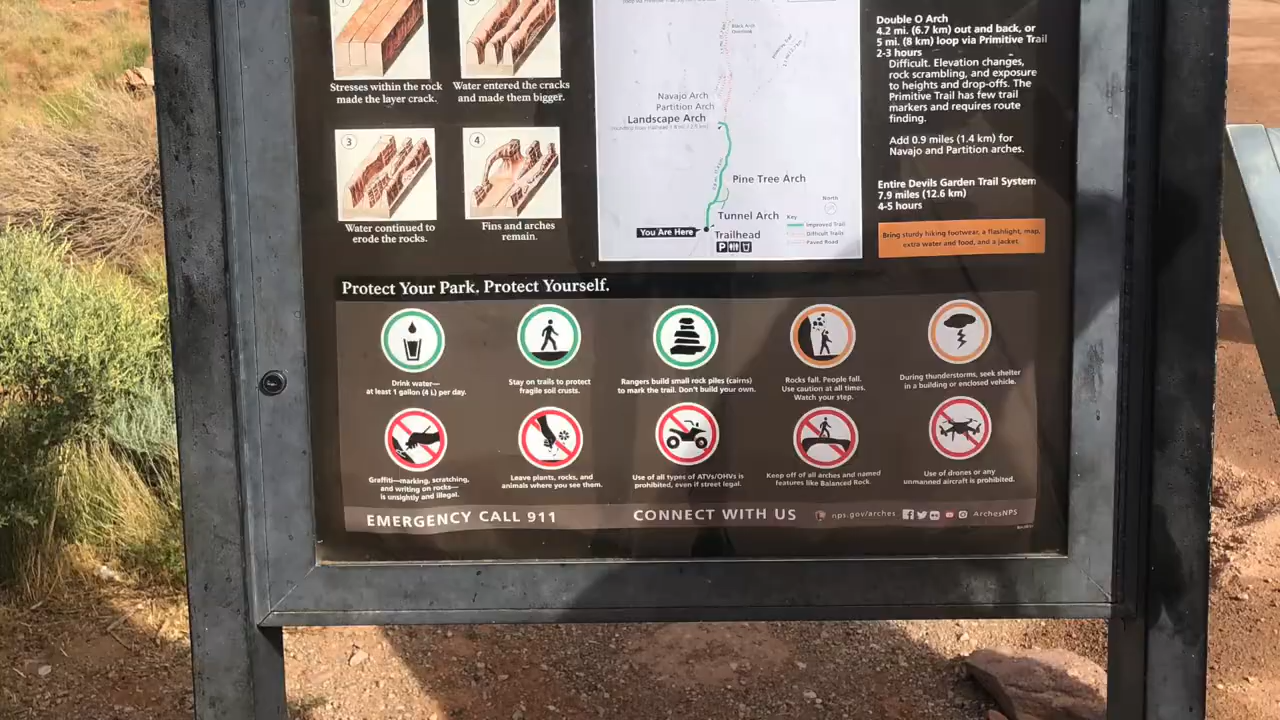 1
2
Stresses within the rock
made the layer crack.
Water entered the cracks
and made them bigger.
3
4
Water continued to
erode the rocks.
Fins and arches
remain.
Black Arch
Overlook
Navajo Arch
Partition Arch
Landscape Arch
Pine Tree Arch
Tunnel Arch
You Are Here
Trailhead
P
North
Key
Improved Trail
Difficult Trails
Paved Road
Double O Arch
4.2 mi. (6.7 km) out and back, or
5 mi. (8 km) loop via Primitive Trail
2-3 hours
Difficult. Elevation changes,
rock scrambling, and exposure
to heights and drop-offs. The
Primitive Trail has few trail
markers and requires route
finding.
Add 0.9 miles (1.4 km) for
Navajo and Partition arches.
Entire Devils Garden Trail System
7.9 miles (12.6 km)
4-5 hours
Bring sturdy hiking footwear, a flashlight, map,
extra water and food, and a jacket.
Protect Your Park. Protect Yourself.
Drink water—
at least 1 gallon (4 L) per day.
Stay on trails to protect
fragile soil crusts.
Rangers build small rock piles (cairns)
to mark the trail. Don't build your own.
Rocks fall. People fall.
Use caution at all times.
Watch your step.
During thunderstorms, seek shelter
in a building or enclosed vehicle.
Graffiti—marking, scratching,
and writing on rocks—
is unsightly and illegal.
Leave plants, rocks, and
animals where you see them.
Use of all types of ATVs/OHVs is
prohibited, even if street legal.
Keep off of all arches and named
features like Balanced Rock.
Use of drones or any
unmanned aircraft is prohibited.
EMERGENCY CALL 911
CONNECT WITH US
nps.gov/arches
ArchesNPS